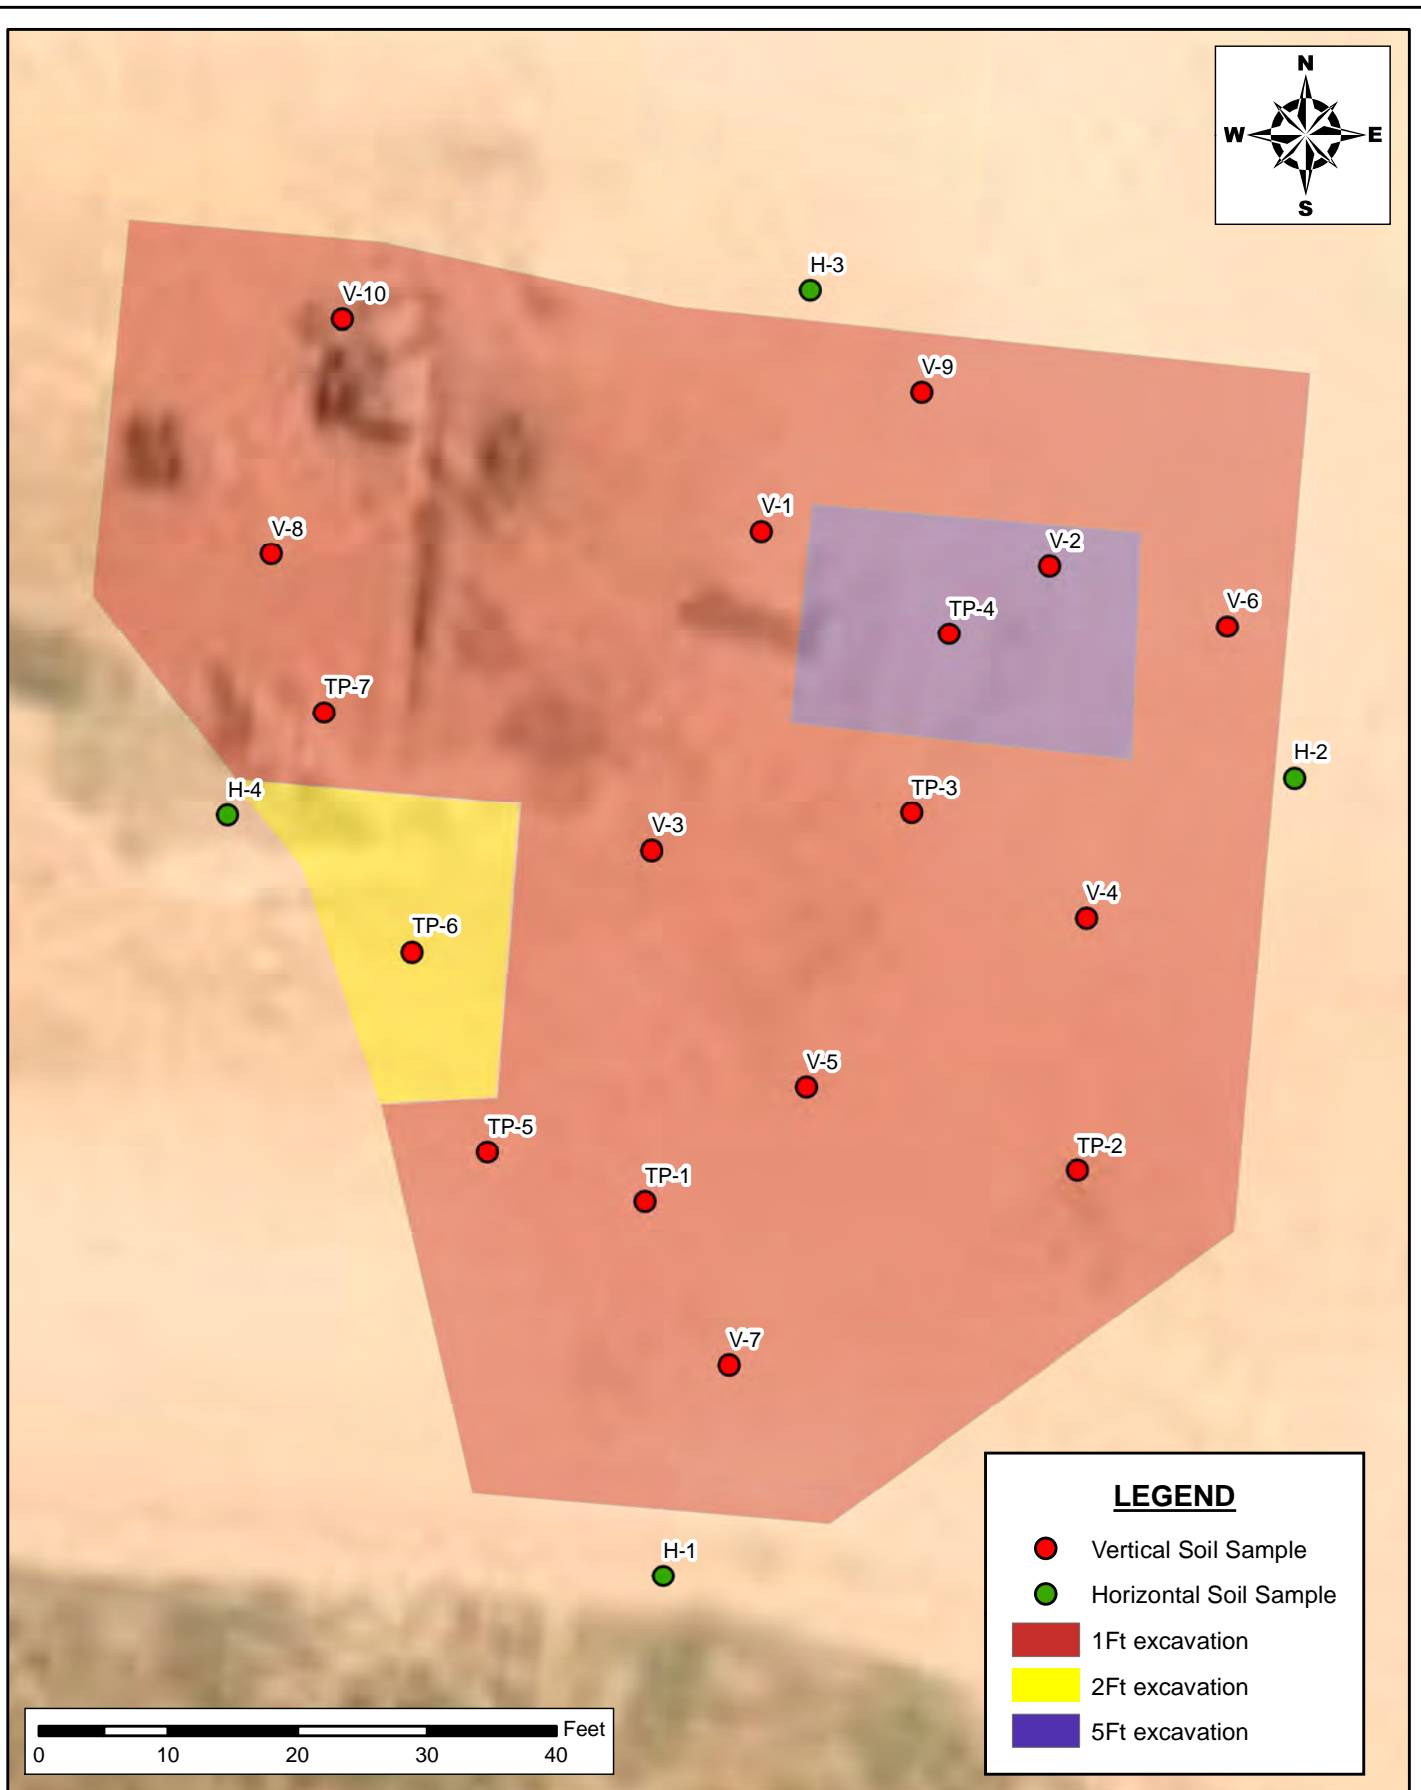 N
W E
S
H-3
V-10
V-9
V-1
V-2
V-8
V-6
TP-4
TP-7
H-2
H-4
TP-3
V-3
V-4
TP-6
V-5
TP-5
TP-2
TP-1
V-7
H-1
LEGEND
Vertical Soil Sample
Horizontal Soil Sample
1Ft excavation
2Ft excavation
5Ft excavation
Feet
0 10 20 30 40